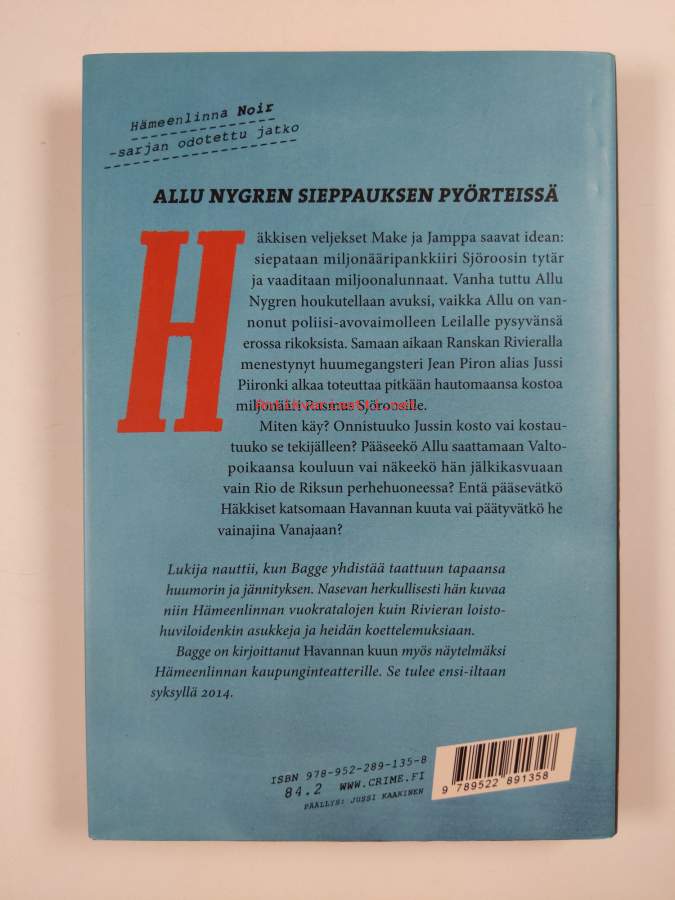 Hämeenlinna Noir
-sarjan odotettu jatko
ALLU NYGREN SIEPPAUKSEN PYÖRTEISSÄ
Häkkisen veljekset Make ja Jamppa saavat idean:
siepataan miljonääripankkiiri Sjöroosin tytär
ja vaaditaan miljoonalunnaat. Vanha tuttu Allu
Nygren houkutellaan avuksi, vaikka Allu on van-
nonut poliisi-avovaimolleen Leilalle pysyvänsä
erossa rikoksista. Samaan aikaan Ranskan Rivieralla
menestynyt huumegangsteri Jean Piron alias Jussi
Piironki alkaa toteuttaa pitkään hautomaansa kostoa
miljonääri Rasmus Sjöroosille.
Miten käy? Onnistuuko Jussin kosto vai kostau-
tuuko se tekijälleen? Pääseekö Allu saattamaan Valto-
poikaansa kouluun vai näkeekö hän jälkikasvuaan
vain Rio de Riksun perhehuoneessa? Entä pääsevätkö
Häkkiset katsomaan Havannan kuuta vai päätyvätkö he
vainajina Vanajaan?
Lukija nauttii, kun Bagge yhdistää taattuun tapaansa
huumorin ja jännityksen. Nasevan herkullisesti hän kuvaa
niin Hämeenlinnan vuokratalojen kuin Rivieran loisto-
huviloidenkin asukkeja ja heidän koettelemuksiaan.
Bagge on kirjoittanut Havannan kuun myös näytelmäksi
Hämeenlinnan kaupunginteatterille. Se tulee ensi-iltaan
syksyllä 2014.
ISBN 978-952-289-135-8
84.2 WWW.CRIME.FI
PÄÄLLYS: JUSSI KAAKINEN
9 789522 891358